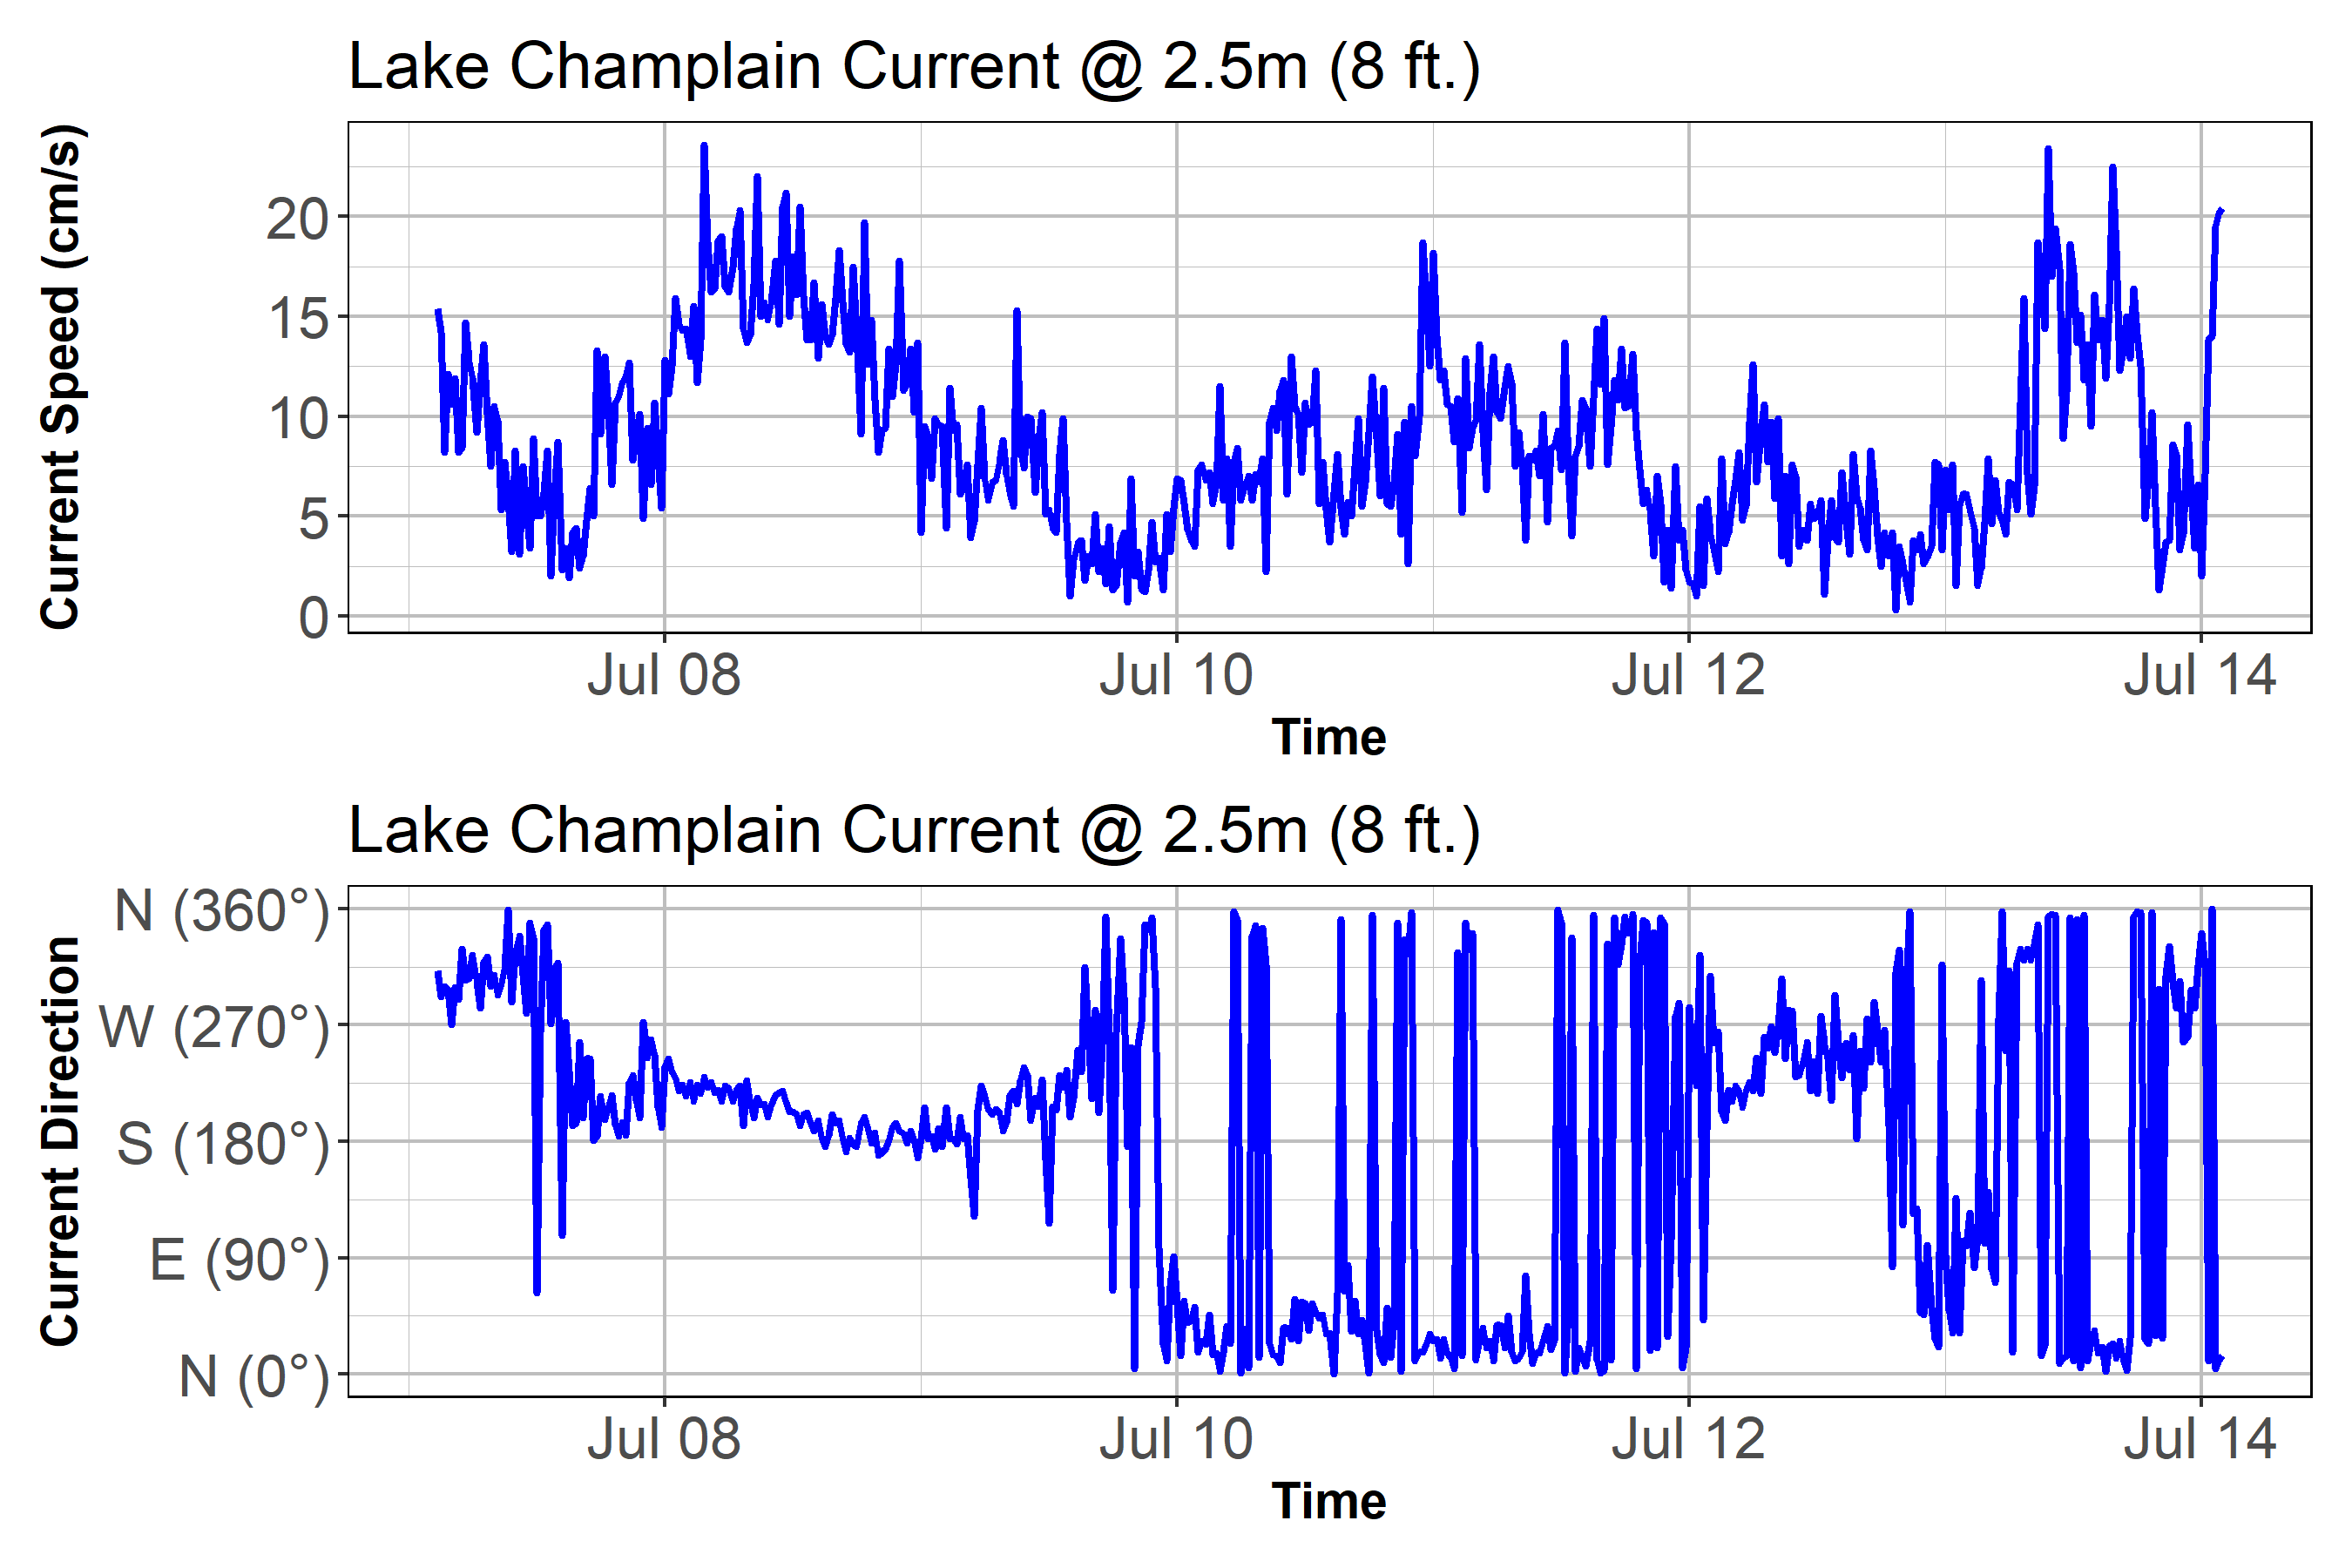 Lake Champlain Current @ 2.5m (8 ft.)
Current Speed (cm/s)
20
15
10
5
0
Jul 08 Jul 10 Jul 12 Jul 14
Time
Lake Champlain Current @ 2.5m (8 ft.)
Current Direction
N (360°)
W (270°)
S (180°)
E (90°)
N (0°)
Jul 08 Jul 10 Jul 12 Jul 14
Time